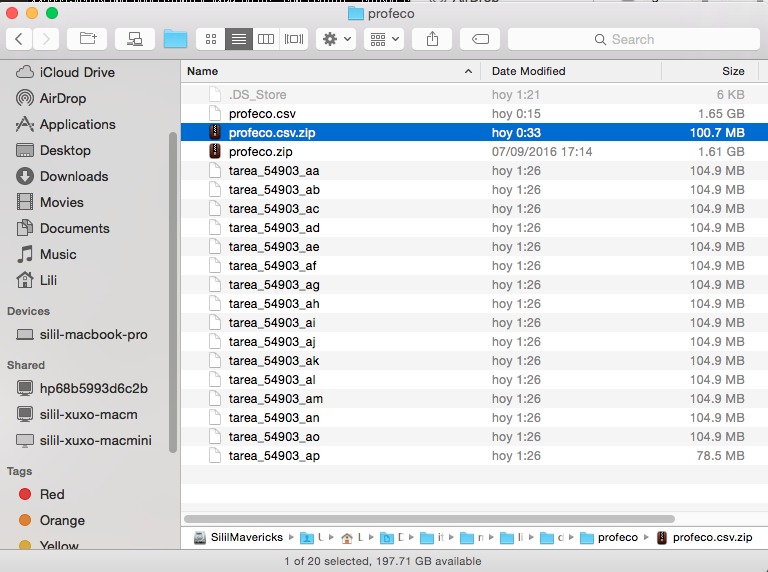 profeco
Search
iCloud Drive
AirDrop
Applications
Desktop
Downloads
Movies
Documents
Music
Lili
Devices
silil-macbook-pro
Shared
hp68b5993d6c2b
silil-xuxo-macm
silil-xuxo-macmini
Tags
Red
Orange
Yellow
Name Date Modified Size
.DS_Store hoy 1:21 6 KB
profeco.csv hoy 0:15 1.65 GB
profeco.csv.zip hoy 0:33 100.7 MB
profeco.zip 07/09/2016 17:14 1.61 GB
tarea_54903_aa hoy 1:26 104.9 MB
tarea_54903_ab hoy 1:26 104.9 MB
tarea_54903_ac hoy 1:26 104.9 MB
tarea_54903_ad hoy 1:26 104.9 MB
tarea_54903_ae hoy 1:26 104.9 MB
tarea_54903_af hoy 1:26 104.9 MB
tarea_54903_ag hoy 1:26 104.9 MB
tarea_54903_ah hoy 1:26 104.9 MB
tarea_54903_ai hoy 1:26 104.9 MB
tarea_54903_aj hoy 1:26 104.9 MB
tarea_54903_ak hoy 1:26 104.9 MB
tarea_54903_al hoy 1:26 104.9 MB
tarea_54903_am hoy 1:26 104.9 MB
tarea_54903_an hoy 1:26 104.9 MB
tarea_54903_ao hoy 1:26 104.9 MB
tarea_54903_ap hoy 1:26 78.5 MB
SililMavericks L D it n li d profeco profeco.csv.zip
1 of 20 selected, 197.71 GB available